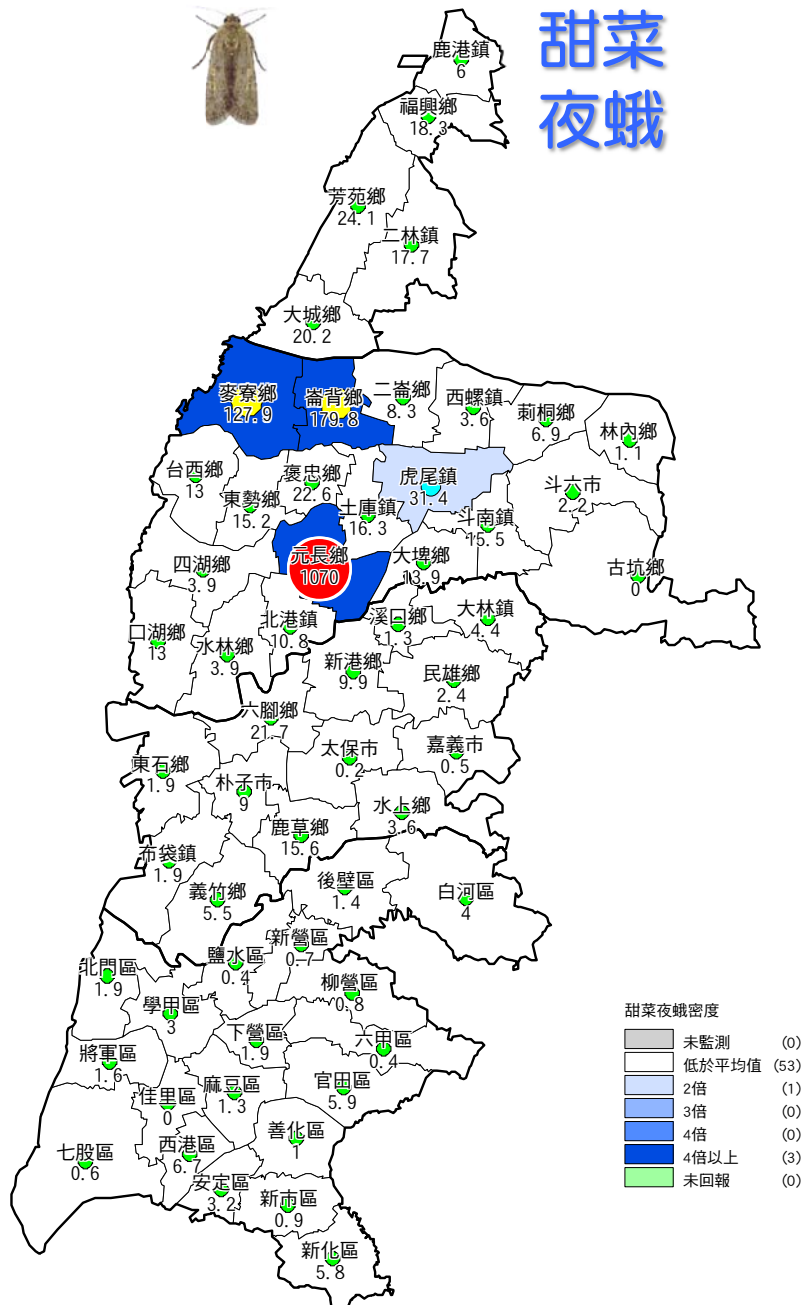 甜菜
夜蛾
鹿港鎮
6
福興鄉
18.3
芳苑鄉
24.1
二林鎮
17.7
大城鄉
20.2
麥寮鄉
127.9
崙背鄉
179.8
二崙鄉
8.3
西螺鎮
3.6
莿桐鄉
6.9
林內鄉
1.1
台西鄉
13
東勢鄉
15.2
褒忠鄉
22.6
土庫鎮
16.3
虎尾鎮
31.4
斗南鎮
15.5
斗六市
2.2
四湖鄉
3.9
元長鄉
1070
大埤鄉
13.9
古坑鄉
0
口湖鄉
13
水林鄉
3.9
北港鎮
10.8
溪口鄉
1.3
大林鎮
4.4
新港鄉
9.9
民雄鄉
2.4
六腳鄉
21.7
太保市
0.2
嘉義市
0.5
東石鄉
1.9
朴子市
9
水上鄉
3.6
鹿草鄉
15.6
布袋鎮
1.9
義竹鄉
5.5
後壁區
1.4
白河區
4
新營區
0.7
鹽水區
0.4
北門區
1.9
柳營區
0.8
學甲區
3
下營區
1.9
六甲區
0.4
將軍區
1.6
麻豆區
1.3
官田區
5.9
佳里區
0
七股區
0.6
西港區
6.7
善化區
1
安定區
3.2
新市區
0.9
新化區
5.8
甜菜夜蛾密度
未監測 (0)
低於平均值 (53)
2倍 (1)
3倍 (0)
4倍 (0)
4倍以上 (3)
未回報 (0)